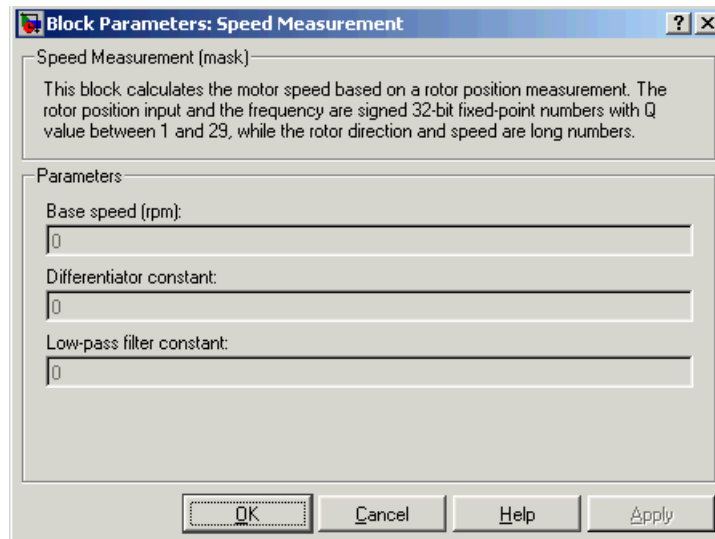 Block Parameters: Speed Measurement
Speed Measurement (mask)
This block calculates the motor speed based on a rotor position measurement. The
rotor position input and the frequency are signed 32-bit fixed-point numbers with Q
value between 1 and 29, while the rotor direction and speed are long numbers.
Parameters
Base speed (rpm):
0
Differentiator constant:
0
Low-pass filter constant:
0
OK Cancel Help Apply